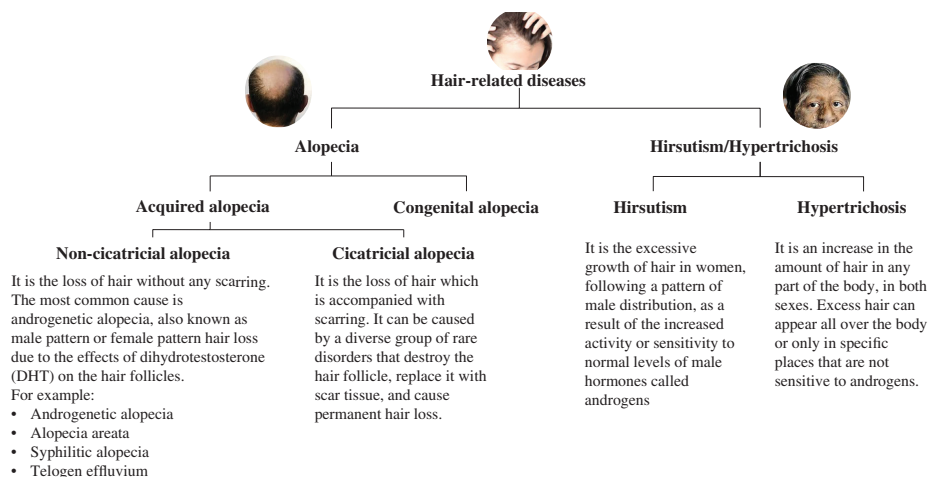 Hair-related diseases
Alopecia
Hirsutism/Hypertrichosis
Acquired alopecia
Congenital alopecia
Hirsutism
Hypertrichosis
Non-cicatricial alopecia
It is the loss of hair without any scarring.
The most common cause is
androgenetic alopecia, also known as
male pattern or female pattern hair loss
due to the effects of dihydrotestosterone
(DHT) on the hair follicles.
For example:
• Androgenetic alopecia
• Alopecia areata
• Syphilitic alopecia
• Telogen effluvium
Cicatricial alopecia
It is the loss of hair which
is accompanied with
scarring. It can be caused
by a diverse group of rare
disorders that destroy the
hair follicle, replace it with
scar tissue, and cause
permanent hair loss.
It is the excessive
growth of hair in women,
following a pattern of
male distribution, as a
result of the increased
activity or sensitivity to
normal levels of male
hormones called
androgens
It is an increase in the
amount of hair in any
part of the body, in both
sexes. Excess hair can
appear all over the body
or only in specific
places that are not
sensitive to androgens.